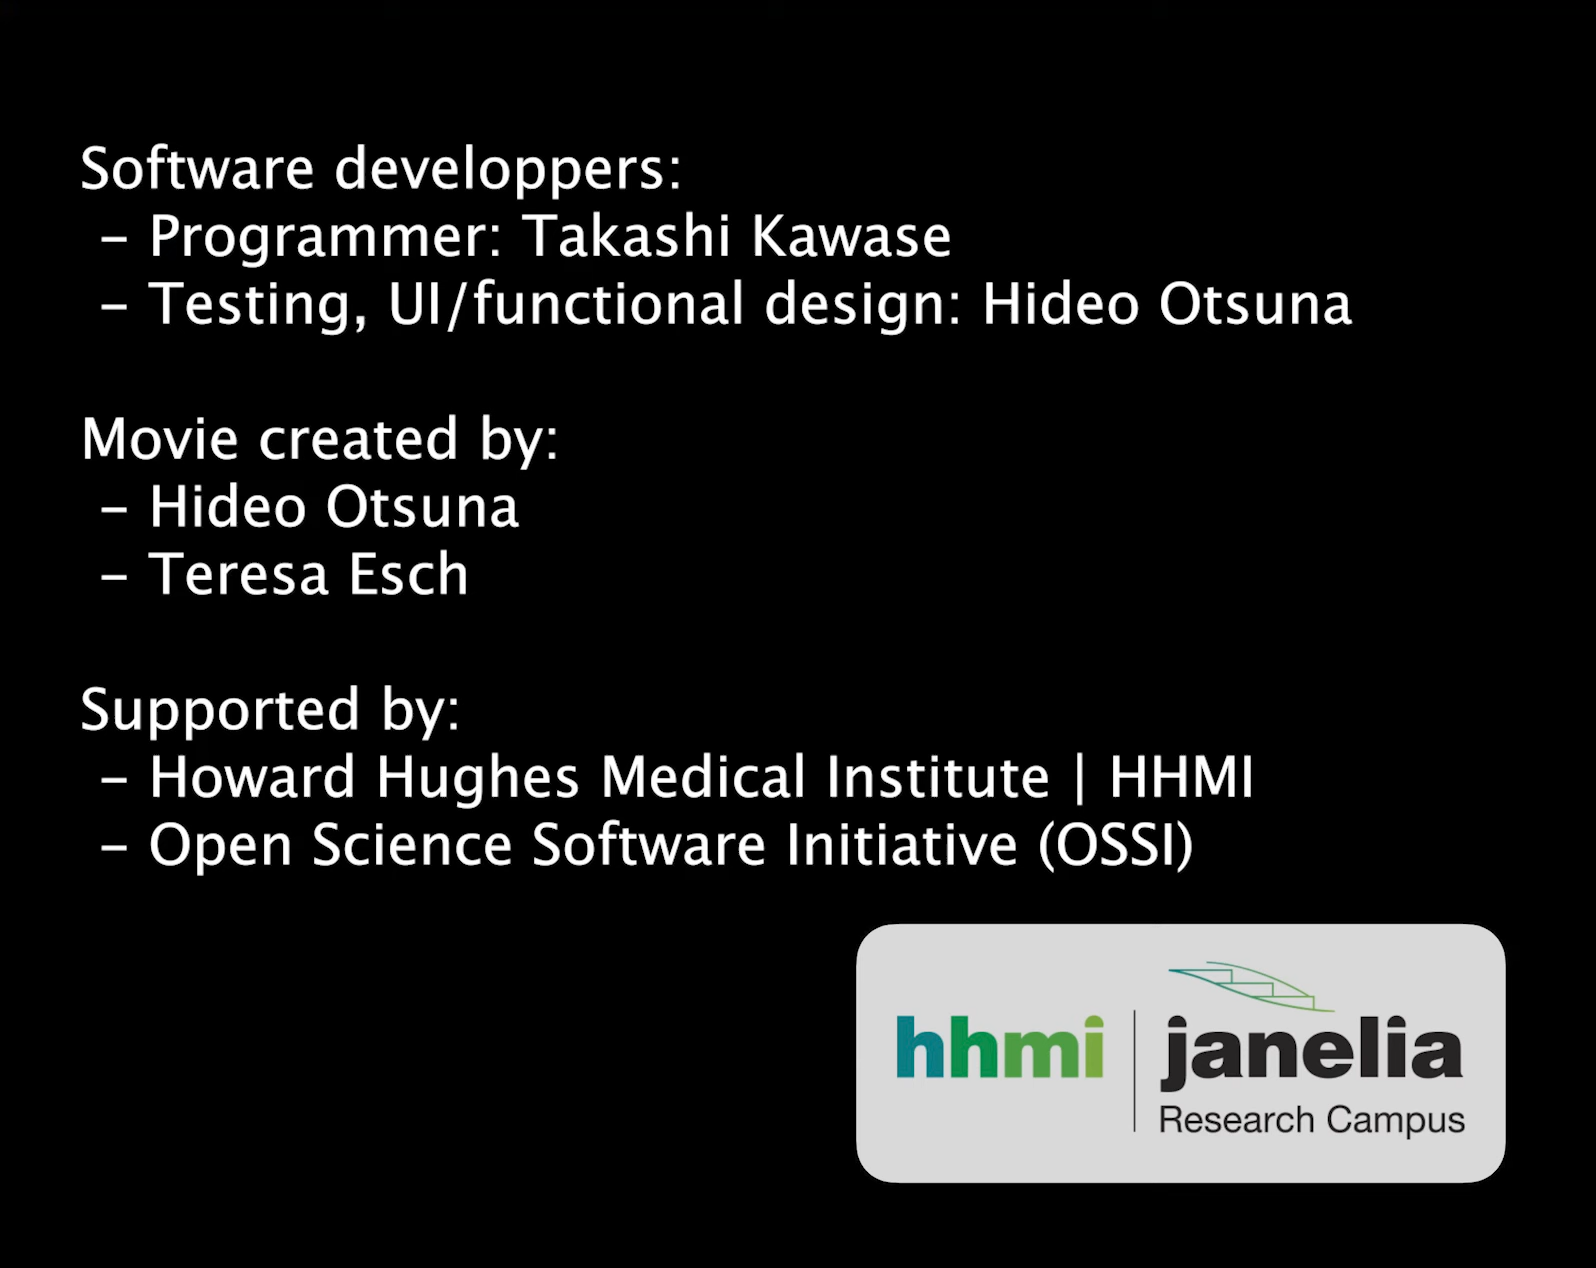 Software developpers:
– Programmer: Takashi Kawase
– Testing, UI/functional design: Hideo Otsuna
Movie created by:
– Hideo Otsuna
– Teresa Esch
Supported by:
– Howard Hughes Medical Institute | HHMI
– Open Science Software Initiative (OSSI)
hhmi | janelia
Research Campus